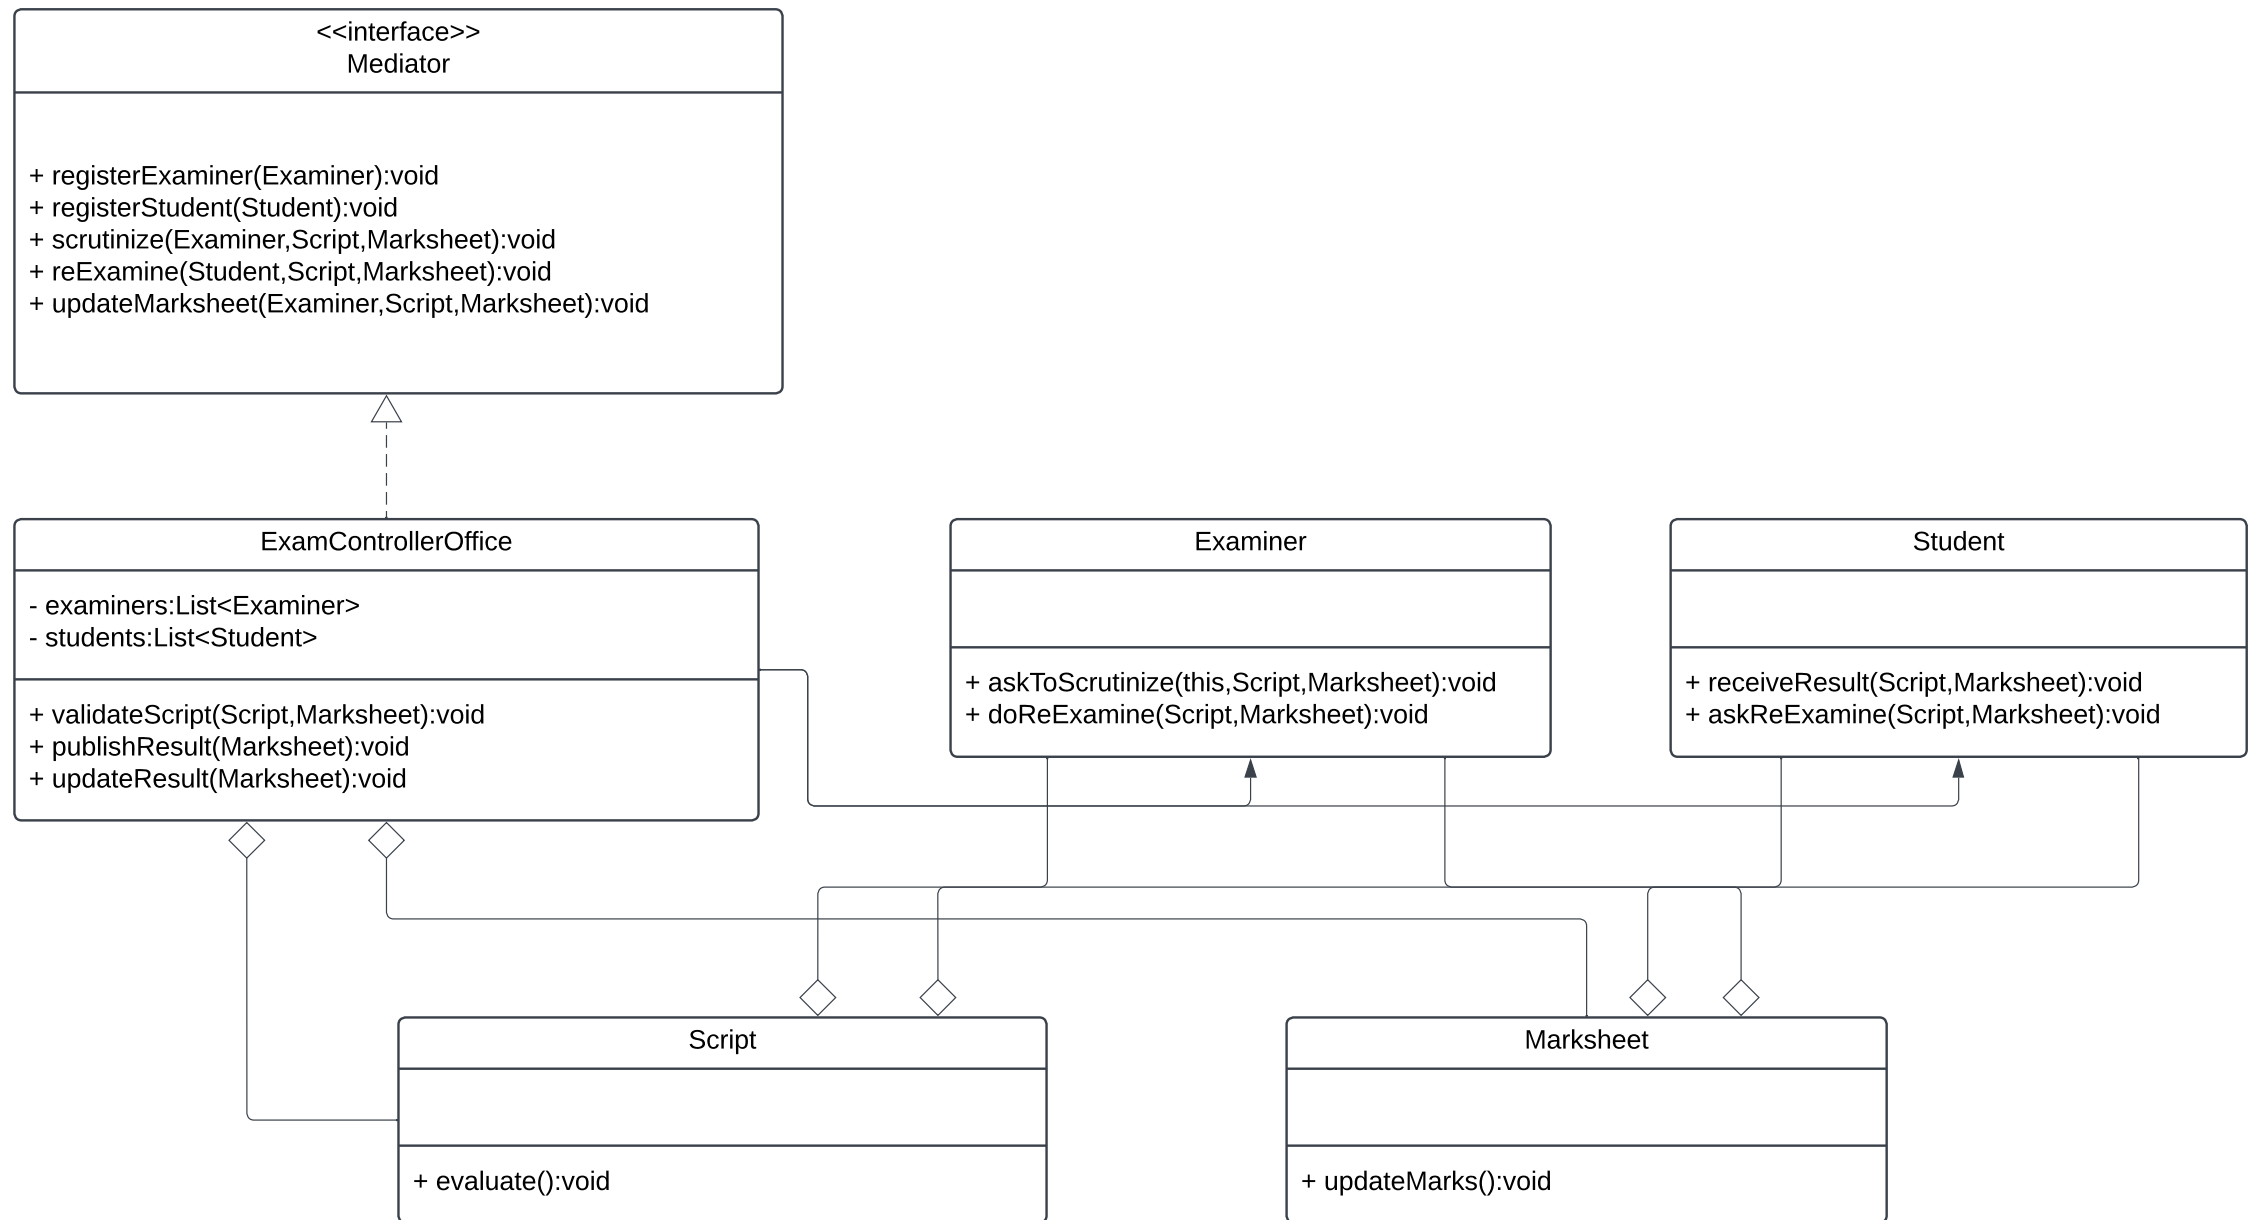 <<interface>>
Mediator
+ registerExaminer(Examiner):void
+ registerStudent(Student):void
+ scrutinize(Examiner,Script,Marksheet):void
+ reExamine(Student,Script,Marksheet):void
+ updateMarksheet(Examiner,Script,Marksheet):void
ExamControllerOffice
- examiners:List<Examiner>
- students:List<Student>
+ validateScript(Script,Marksheet):void
+ publishResult(Marksheet):void
+ updateResult(Marksheet):void
Examiner
+ askToScrutinize(this,Script,Marksheet):void
+ doReExamine(Script,Marksheet):void
Student
+ receiveResult(Script,Marksheet):void
+ askReExamine(Script,Marksheet):void
Script
+ evaluate():void
Marksheet
+ updateMarks():void